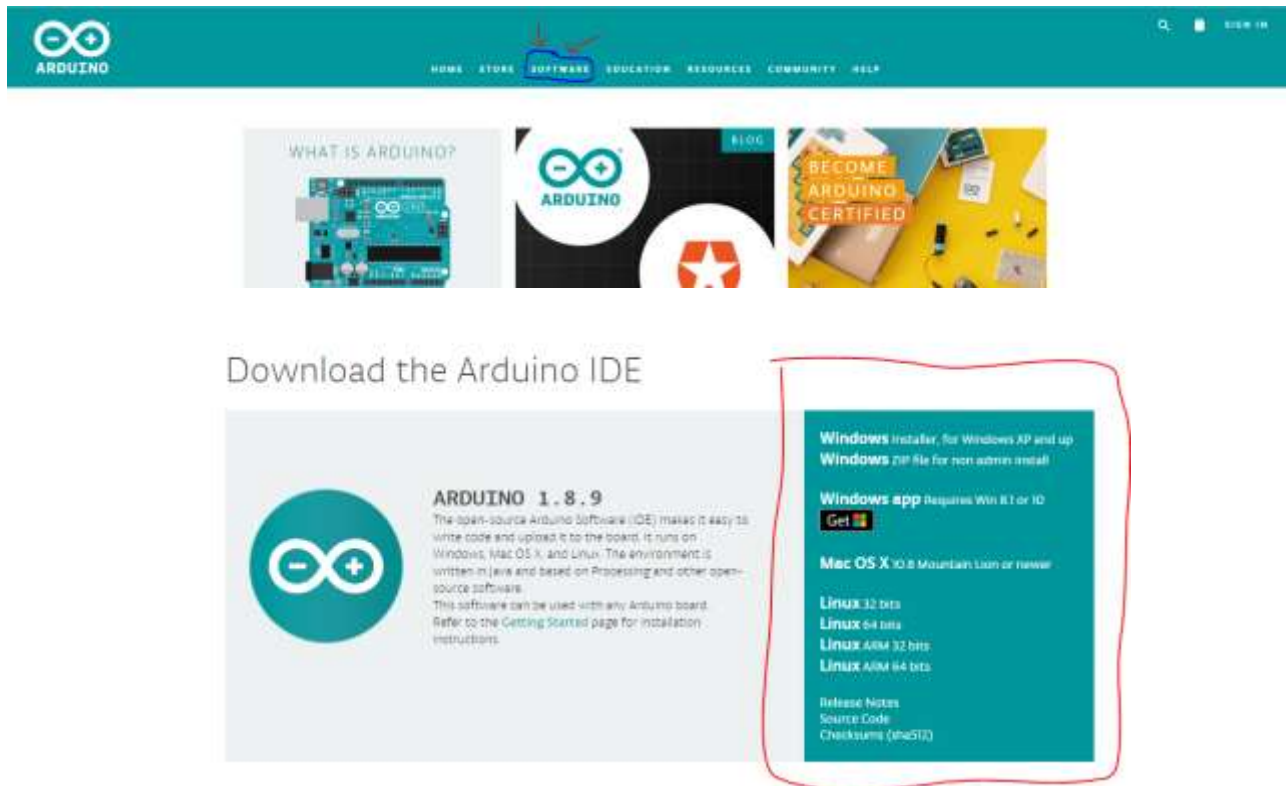 ARDUINO
SIGN IN
HOME STORE SOFTWARE EDUCATION RESOURCES COMMUNITY HELP
WHAT IS ARDUINO?
BLOG
ARDUINO
BECOME
ARDUINO
CERTIFIED
Download the Arduino IDE
ARDUINO 1.8.9
The open-source Arduino Software (IDE) makes it easy to
write code and upload it to the board. It runs on
Windows, Mac OS X, and Linux. The environment is
written in Java and based on Processing and other open-
source software.
This software can be used with any Arduino board.
Refer to the Getting Started page for installation
instructions.
Windows Installer, for Windows XP and up
Windows ZIP file for non admin install
Windows app Requires Win 8.1 or 10
Get
Mac OS X 10.8 Mountain Lion or newer
Linux 32 bits
Linux 64 bits
Linux ARM 32 bits
Linux ARM 64 bits
Release Notes
Source Code
Checksums (sha512)